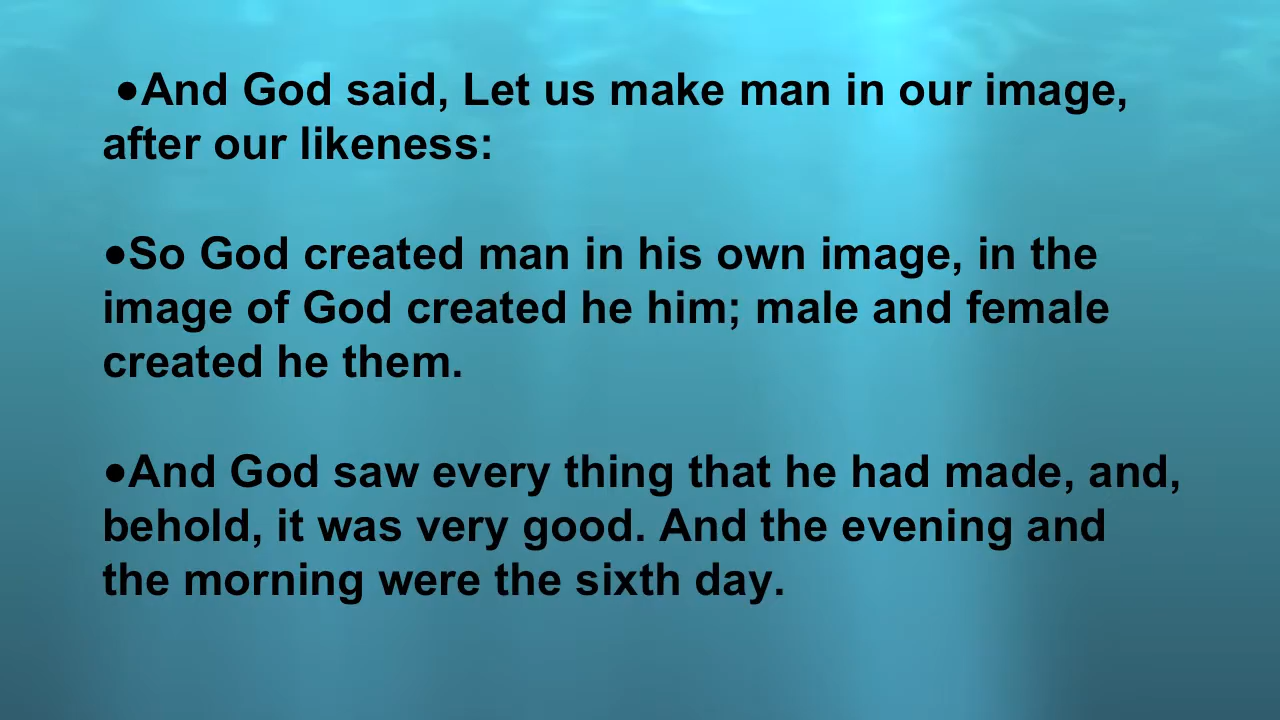 ●And God said, Let us make man in our image,
after our likeness:
●So God created man in his own image, in the
image of God created he him; male and female
created he them.
●And God saw every thing that he had made, and,
behold, it was very good. And the evening and
the morning were the sixth day.